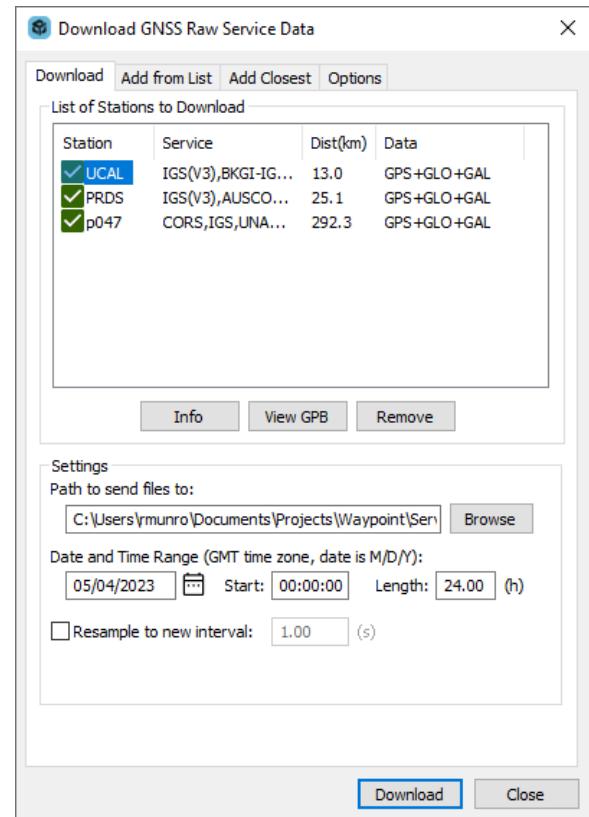 Download GNSS Raw Service Data
Download Add from List Add Closest Options
List of Stations to Download
Station Service Dist(km) Data
UCAL IGS(V3),BKGI-IG... 13.0 GPS+GLO+GAL
PRDS IGS(V3),AUSCO... 25.1 GPS+GLO+GAL
p047 CORS,IGS,UNA... 292.3 GPS+GLO+GAL
Info View GPB Remove
Settings
Path to send files to:
C:\Users\rmunro\Documents\Projects\Waypoint\Serv Browse
Date and Time Range (GMT time zone, date is M/D/Y):
05/04/2023 Start: 00:00:00 Length: 24.00 (h)
Resample to new interval: 1.00 (s)
Download Close